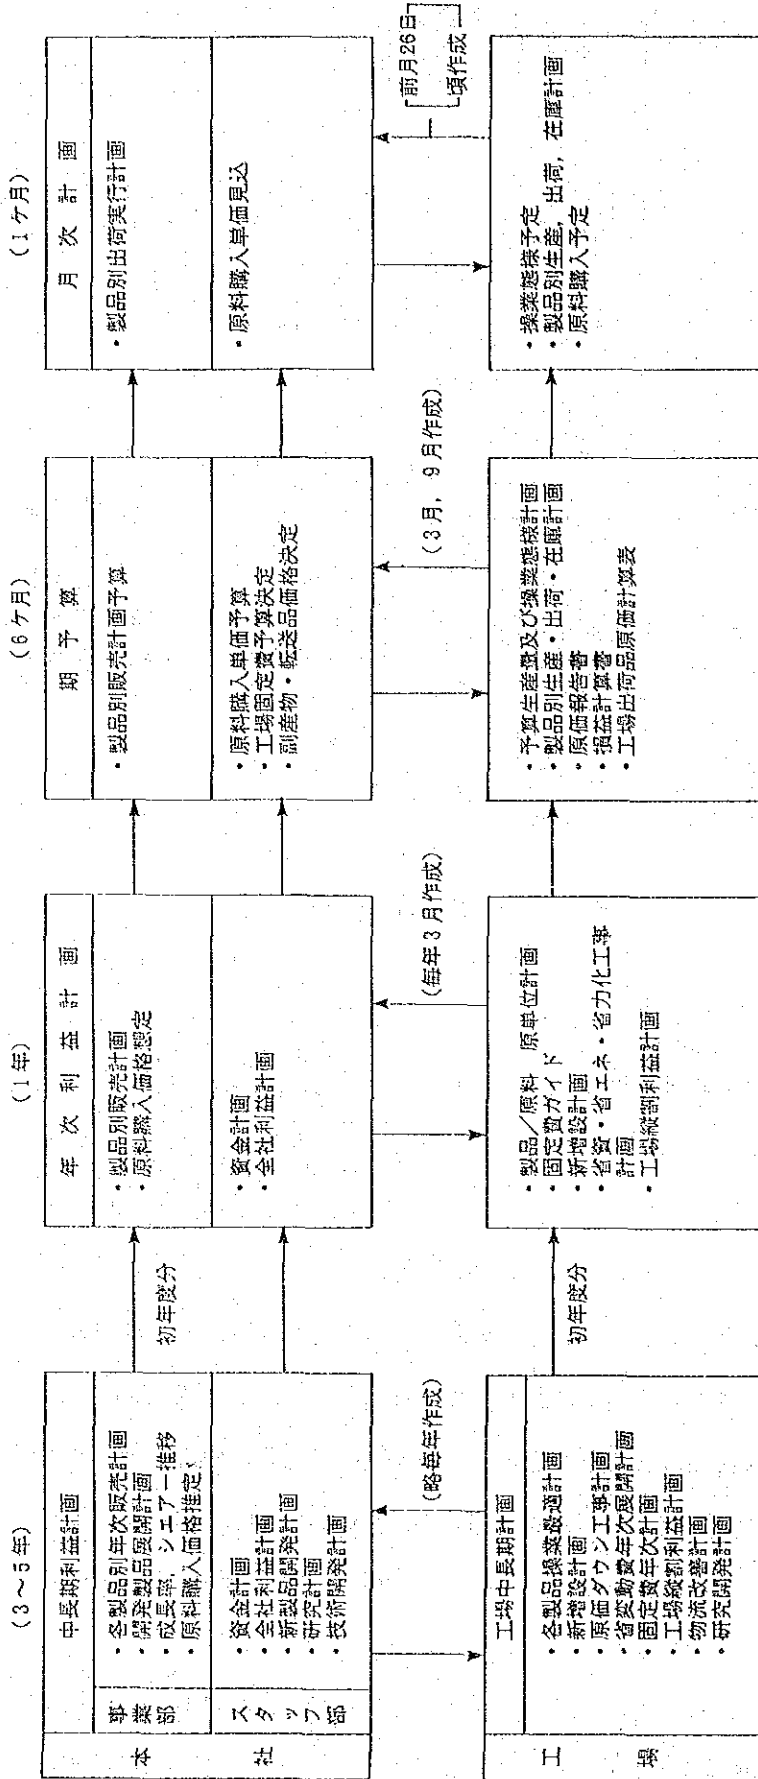 (3~5年)
中長期利益計画
本社
事業部
・各製品別年次販売計画
・開発製品展開計画
・成長率, シエアー推移
・原料購入価格推定
スタッフ部
・資金計画
・全社利益計画
・新製品開発計画
・研究計画
・技術開発計画
(略毎年作成)
工場
工場中長期計画
・各製品操業最適計画
・新増設計画
・原価ダウン工事計画
・省変動費年次展開計画
・固定費年次計画
・工場縦割利益計画
・物流改善計画
・研究開発計画
初年度分
初年度分
(1年)
年次利益計画
・製品別販売計画
・原料購入価格想定
・資金計画
・全社利益計画
(毎年3月作成)
・製品/原料 原単位計画
・固定費ガイド
・新増設計画
・省資・省エネ・省力化工事
計画
・工場縦割利益計画
(6ケ月)
期予算
・製品別販売計画予算
・原料購入単価予算
・工場固定費予算決定
・副産物・転送品価格決定
(3月, 9月作成)
・予算生産量及び操業態様計画
・製品別生産・出荷・在庫計画
・原価報告書
・損益計算書
・工場出荷品原価計算表
(1ケ月)
月次計画
・製品別出荷実行計画
・原料購入単価見込
前月26日
頃作成
・操業態様予定
・製品別生産, 出荷, 在庫計画
・原料購入予定